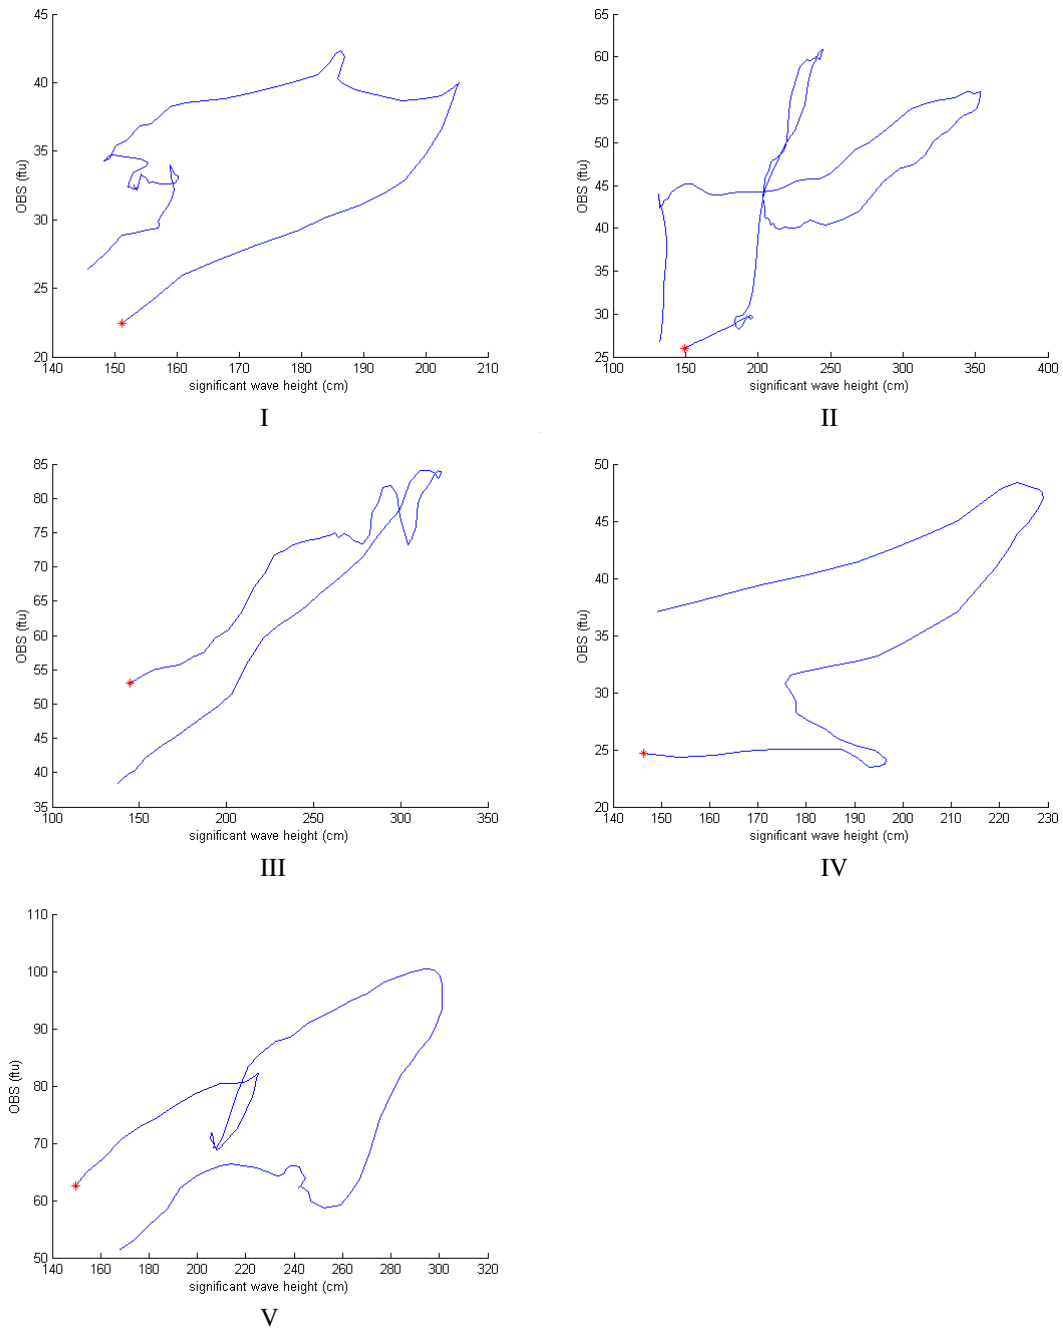 45
40
35
30
25
20
OBS (ftu)
140 150 160 170 180 190 200 210
significant wave height (cm)
I
65
60
55
50
45
40
35
30
25
OBS (ftu)
100 150 200 250 300 350 400
significant wave height (cm)
II
85
80
75
70
65
60
55
50
45
40
35
OBS (ftu)
100 150 200 250 300 350
significant wave height (cm)
III
50
45
40
35
30
25
20
OBS (ftu)
140 150 160 170 180 190 200 210 220 230
significant wave height (cm)
IV
110
100
90
80
70
60
50
OBS (ftu)
140 160 180 200 220 240 260 280 300 320
significant wave height (cm)
V